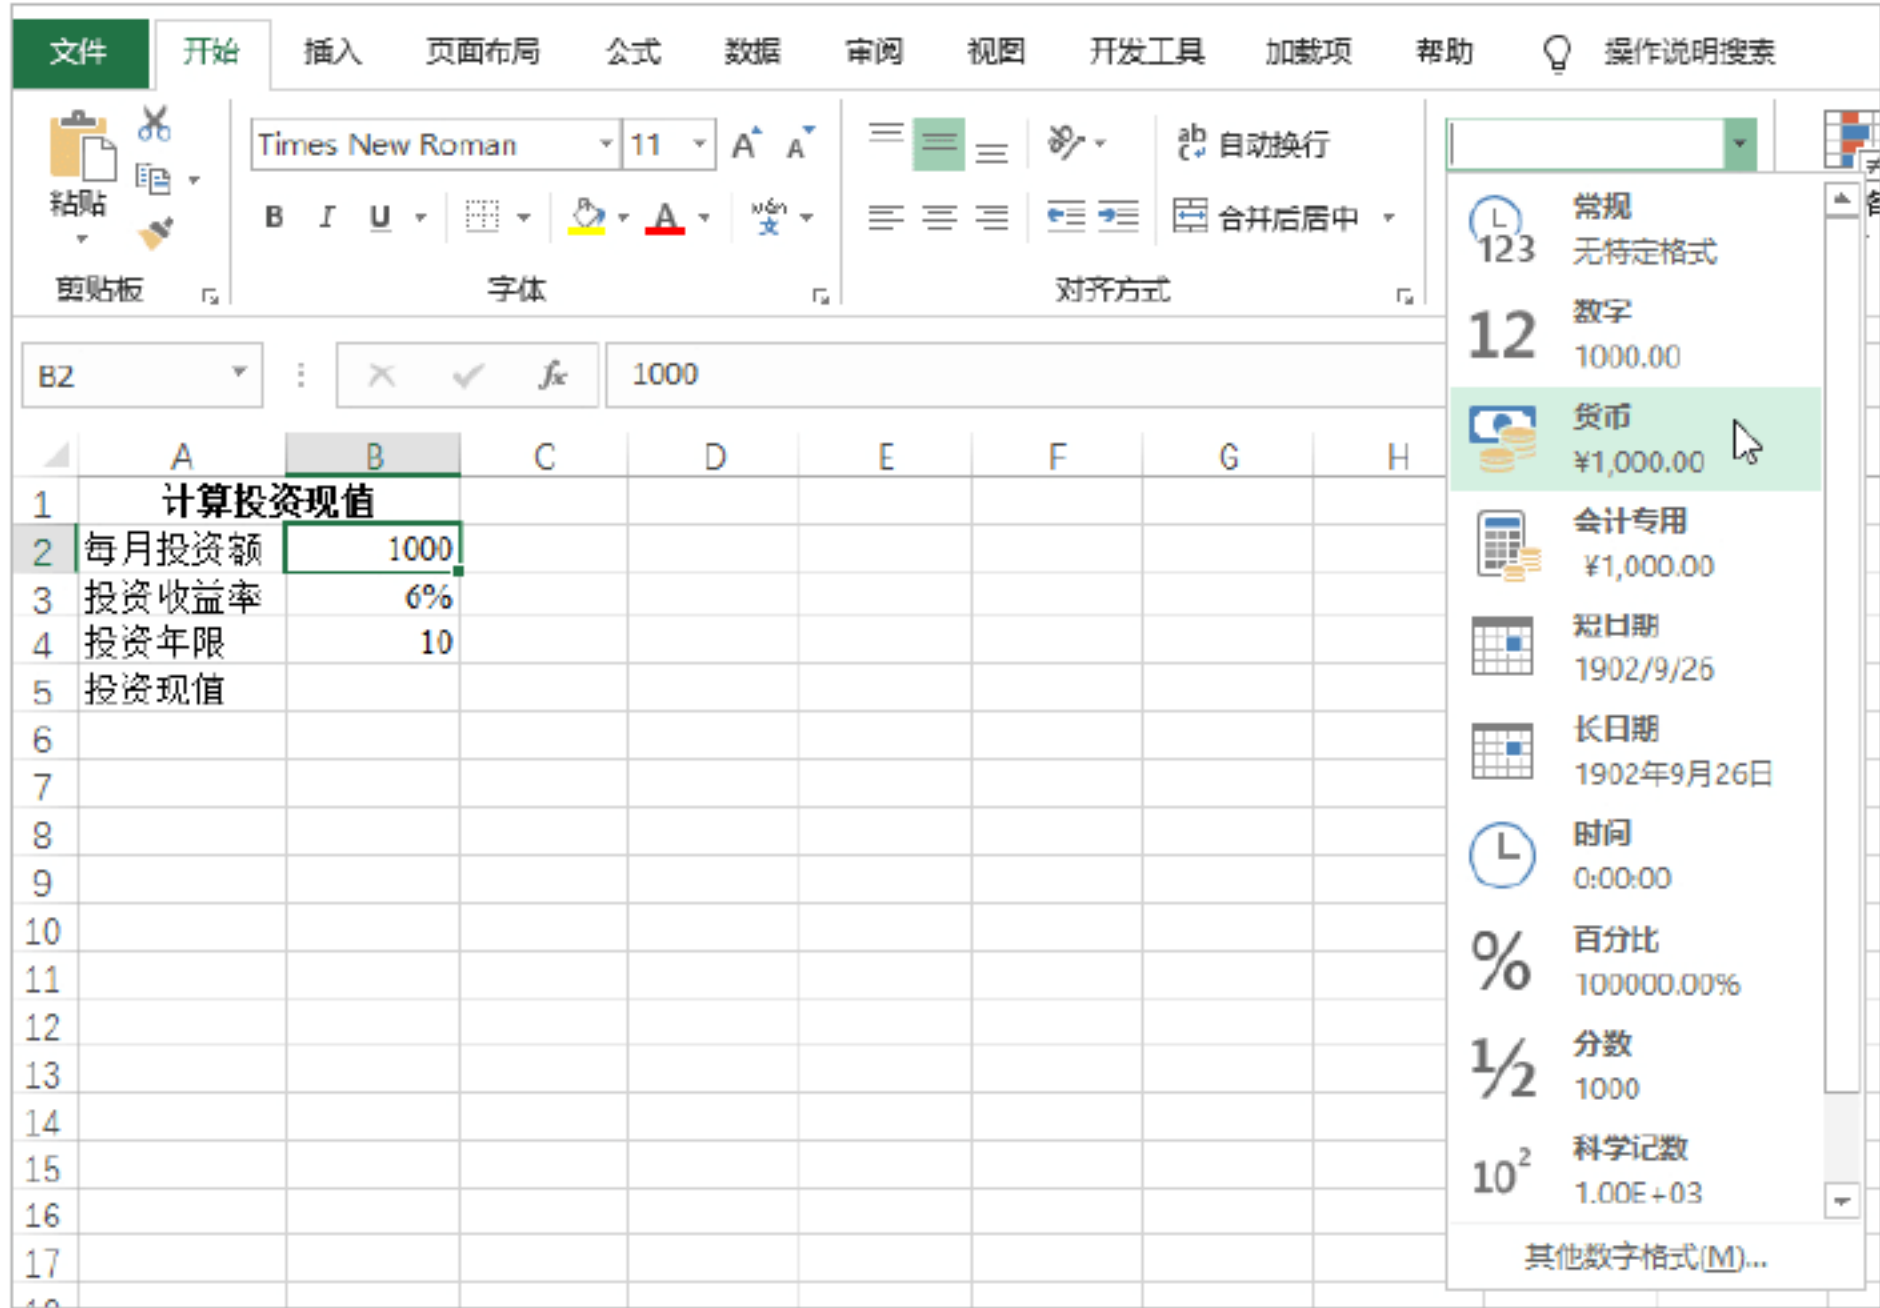 文件 开始 插入 页面布局 公式 数据 审阅 视图 开发工具 加载项 帮助 操作说明搜索
Times New Roman 11 A A ab 自动换行
粘贴 B I U A wén 文 合并后居中
剪贴板 字体 对齐方式
B2 fx 1000
A B C D E F G H
1 计算投资现值
2 每月投资额 1000
3 投资收益率 6%
4 投资年限 10
5 投资现值
6
7
8
9
10
11
12
13
14
15
16
17
123 常规
无特定格式
12 数字
1000.00
货币
¥1,000.00
会计专用
¥1,000.00
短日期
1902/9/26
长日期
1902年9月26日
时间
0:00:00
% 百分比
100000.00%
½ 分数
1000
10² 科学记数
1.00E+03
其他数字格式(M)...